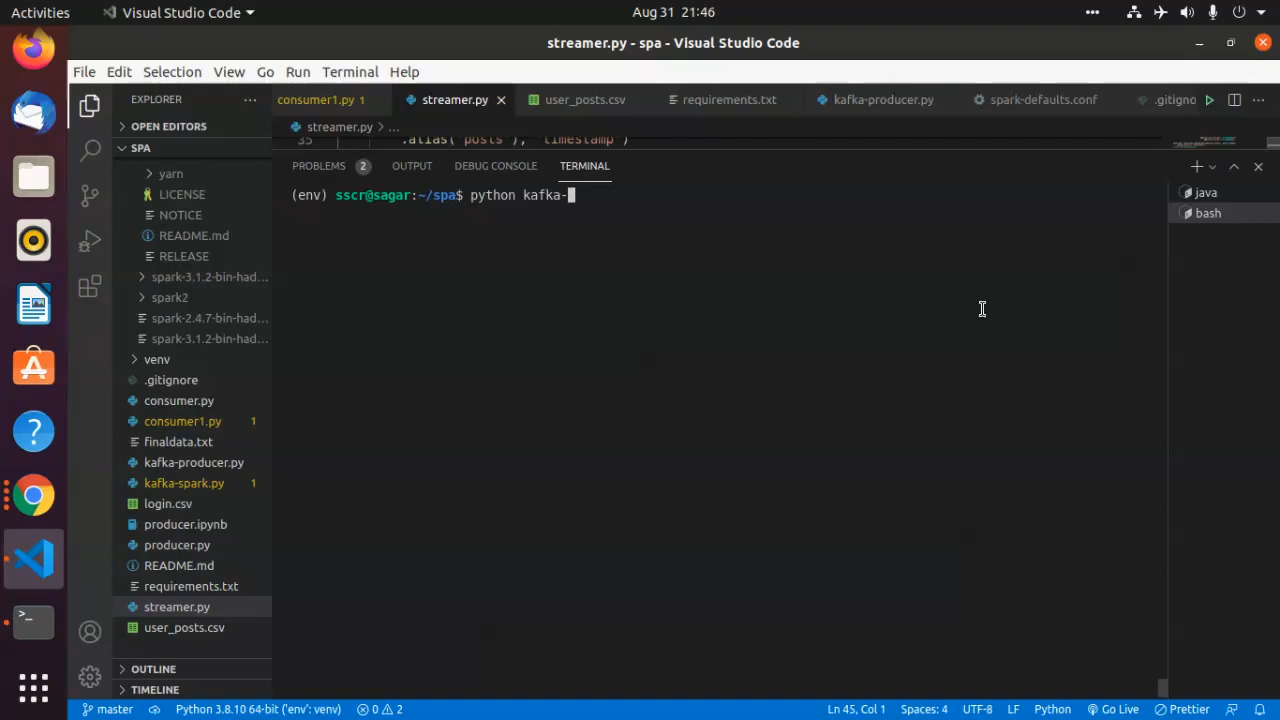 Activities
Visual Studio Code
Aug 31 21:46
streamer.py - spa - Visual Studio Code
File Edit Selection View Go Run Terminal Help
EXPLORER
consumer1.py 1
streamer.py
user_posts.csv
requirements.txt
kafka-producer.py
spark-defaults.conf
.gitigno
OPEN EDITORS
streamer.py > ...
SPA
35 .alias("posts"), "timestamp")
PROBLEMS 2 OUTPUT DEBUG CONSOLE TERMINAL
(env) sscr@sagar:~/spa$ python kafka-
java
bash
yarn
LICENSE
NOTICE
README.md
RELEASE
spark-3.1.2-bin-had...
spark2
spark-2.4.7-bin-had...
spark-3.1.2-bin-had...
venv
.gitignore
consumer.py
consumer1.py 1
finaldata.txt
kafka-producer.py
kafka-spark.py 1
login.csv
producer.ipynb
producer.py
README.md
requirements.txt
streamer.py
user_posts.csv
OUTLINE
TIMELINE
master
Python 3.8.10 64-bit ('env': venv)
0 2
Ln 45, Col 1
Spaces: 4
UTF-8
LF
Python
Go Live
Prettier